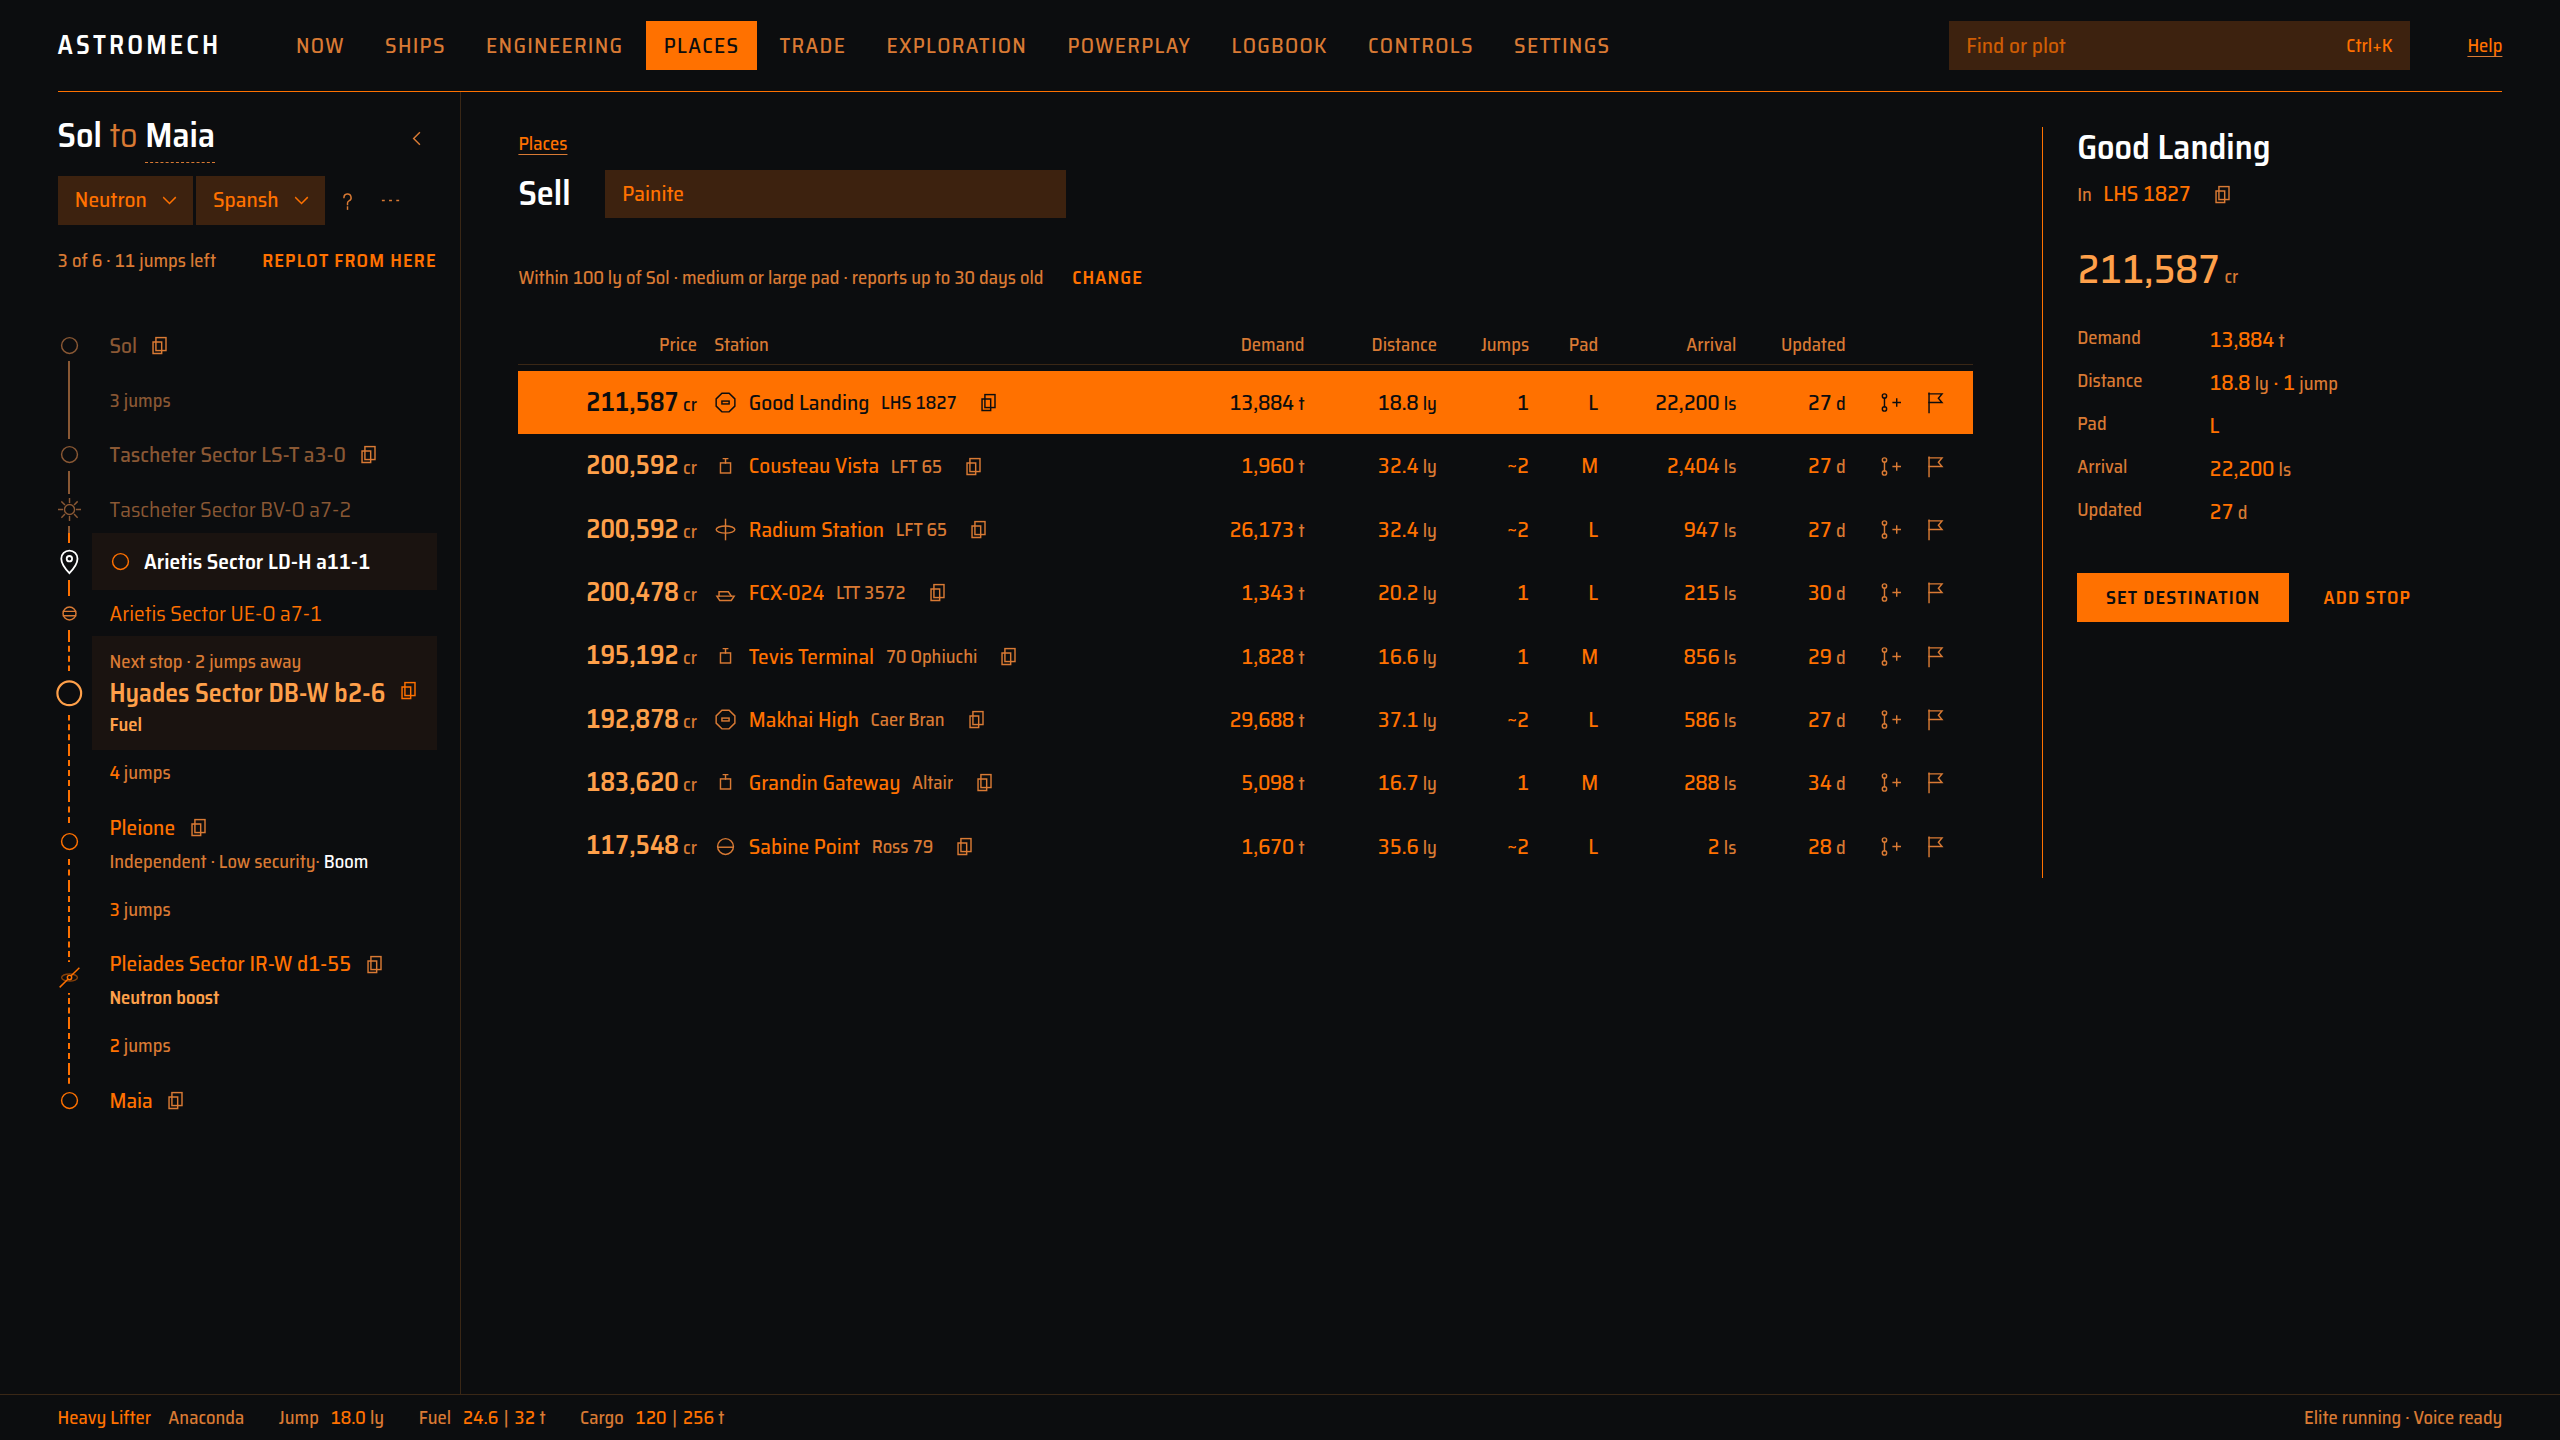 ASTROMECH NOW SHIPS ENGINEERING PLACES TRADE EXPLORATION POWERPLAY LOGBOOK CONTROLS SETTINGS Find or plot Ctrl+K Help
Sol to Maia
Neutron Spansh ? ···
3 of 6 · 11 jumps left REPLOT FROM HERE
Sol
3 jumps
Tascheter Sector LS-T a3-0
Tascheter Sector BV-O a7-2
Arietis Sector LD-H a11-1
Arietis Sector UE-O a7-1
Next stop · 2 jumps away
Hyades Sector DB-W b2-6
Fuel
4 jumps
Pleione
Independent · Low security · Boom
3 jumps
Pleiades Sector IR-W d1-55
Neutron boost
2 jumps
Maia
Places
Sell Painite
Within 100 ly of Sol · medium or large pad · reports up to 30 days old CHANGE
Price Station Demand Distance Jumps Pad Arrival Updated
211,587 cr Good Landing LHS 1827 13,884 t 18.8 ly 1 L 22,200 ls 27 d
200,592 cr Cousteau Vista LFT 65 1,960 t 32.4 ly ~2 M 2,404 ls 27 d
200,592 cr Radium Station LFT 65 26,173 t 32.4 ly ~2 L 947 ls 27 d
200,478 cr FCX-024 LTT 3572 1,343 t 20.2 ly 1 L 215 ls 30 d
195,192 cr Tevis Terminal 70 Ophiuchi 1,828 t 16.6 ly 1 M 856 ls 29 d
192,878 cr Makhai High Caer Bran 29,688 t 37.1 ly ~2 L 586 ls 27 d
183,620 cr Grandin Gateway Altair 5,098 t 16.7 ly 1 M 288 ls 34 d
117,548 cr Sabine Point Ross 79 1,670 t 35.6 ly ~2 L 2 ls 28 d
Good Landing
In LHS 1827
211,587 cr
Demand 13,884 t
Distance 18.8 ly · 1 jump
Pad L
Arrival 22,200 ls
Updated 27 d
SET DESTINATION ADD STOP
Heavy Lifter Anaconda Jump 18.0 ly Fuel 24.6 | 32 t Cargo 120 | 256 t Elite running · Voice ready